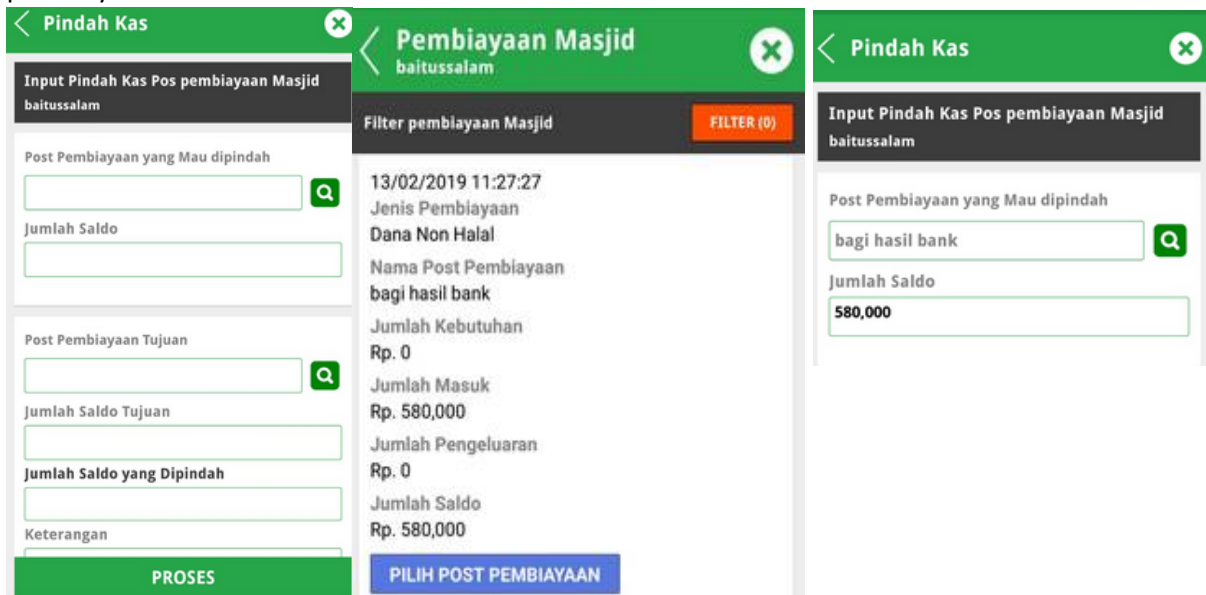 Pindah Kas
Input Pindah Kas Pos pembiayaan Masjid
baitussalam
Post Pembiayaan yang Mau dipindah
Jumlah Saldo
Post Pembiayaan Tujuan
Jumlah Saldo Tujuan
Jumlah Saldo yang Dipindah
Keterangan
PROSES
Pembiayaan Masjid
baitussalam
Filter pembiayaan Masjid
FILTER (0)
13/02/2019 11:27:27
Jenis Pembiayaan
Dana Non Halal
Nama Post Pembiayaan
bagi hasil bank
Jumlah Kebutuhan
Rp. 0
Jumlah Masuk
Rp. 580,000
Jumlah Pengeluaran
Rp. 0
Jumlah Saldo
Rp. 580,000
PILIH POST PEMBIAYAAN
Pindah Kas
Input Pindah Kas Pos pembiayaan Masjid
baitussalam
Post Pembiayaan yang Mau dipindah
bagi hasil bank
Jumlah Saldo
580,000